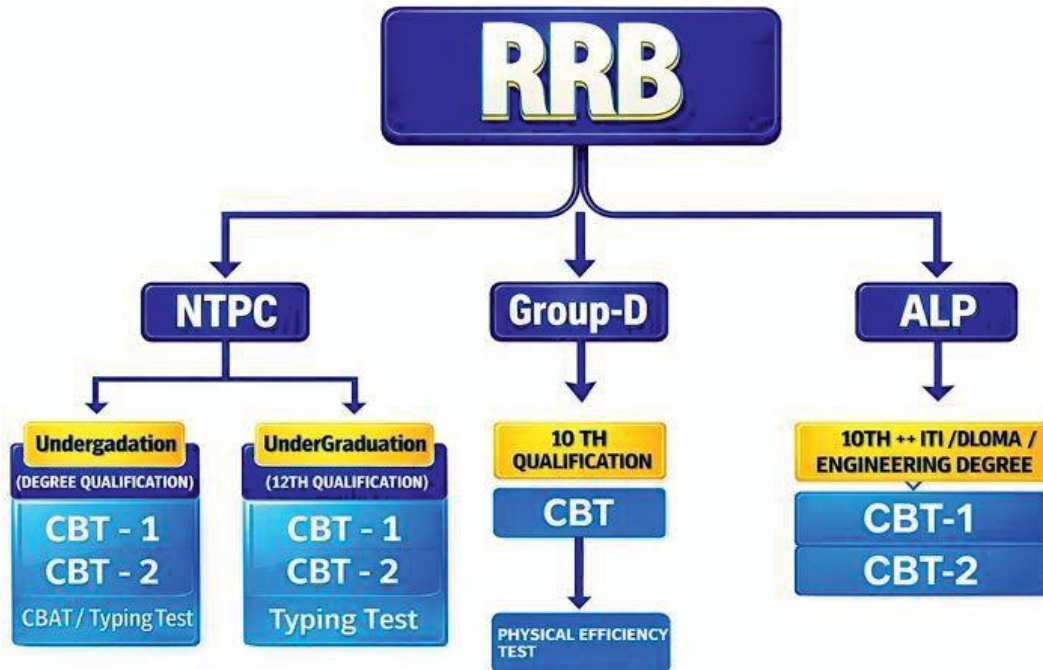 RRB
NTPC
Group-D
ALP
Undergadation
(DEGREE QUALIFICATION)
CBT - 1
CBT - 2
CBAT / Typing Test
UnderGraduation
(12TH QUALIFICATION)
CBT - 1
CBT - 2
Typing Test
10 TH
QUALIFICATION
CBT
PHYSICAL EFFICIENCY
TEST
10TH ++ ITI /DLOMA /
ENGINEERING DEGREE
CBT-1
CBT-2